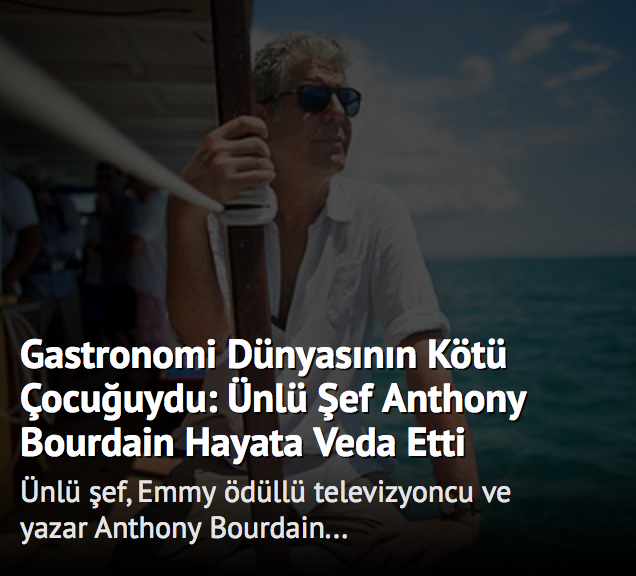 Gastronomi Dünyasının Kötü
Çocuğuydu: Ünlü Şef Anthony
Bourdain Hayata Veda Etti
Ünlü şef, Emmy ödüllü televizyoncu ve
yazar Anthony Bourdain...